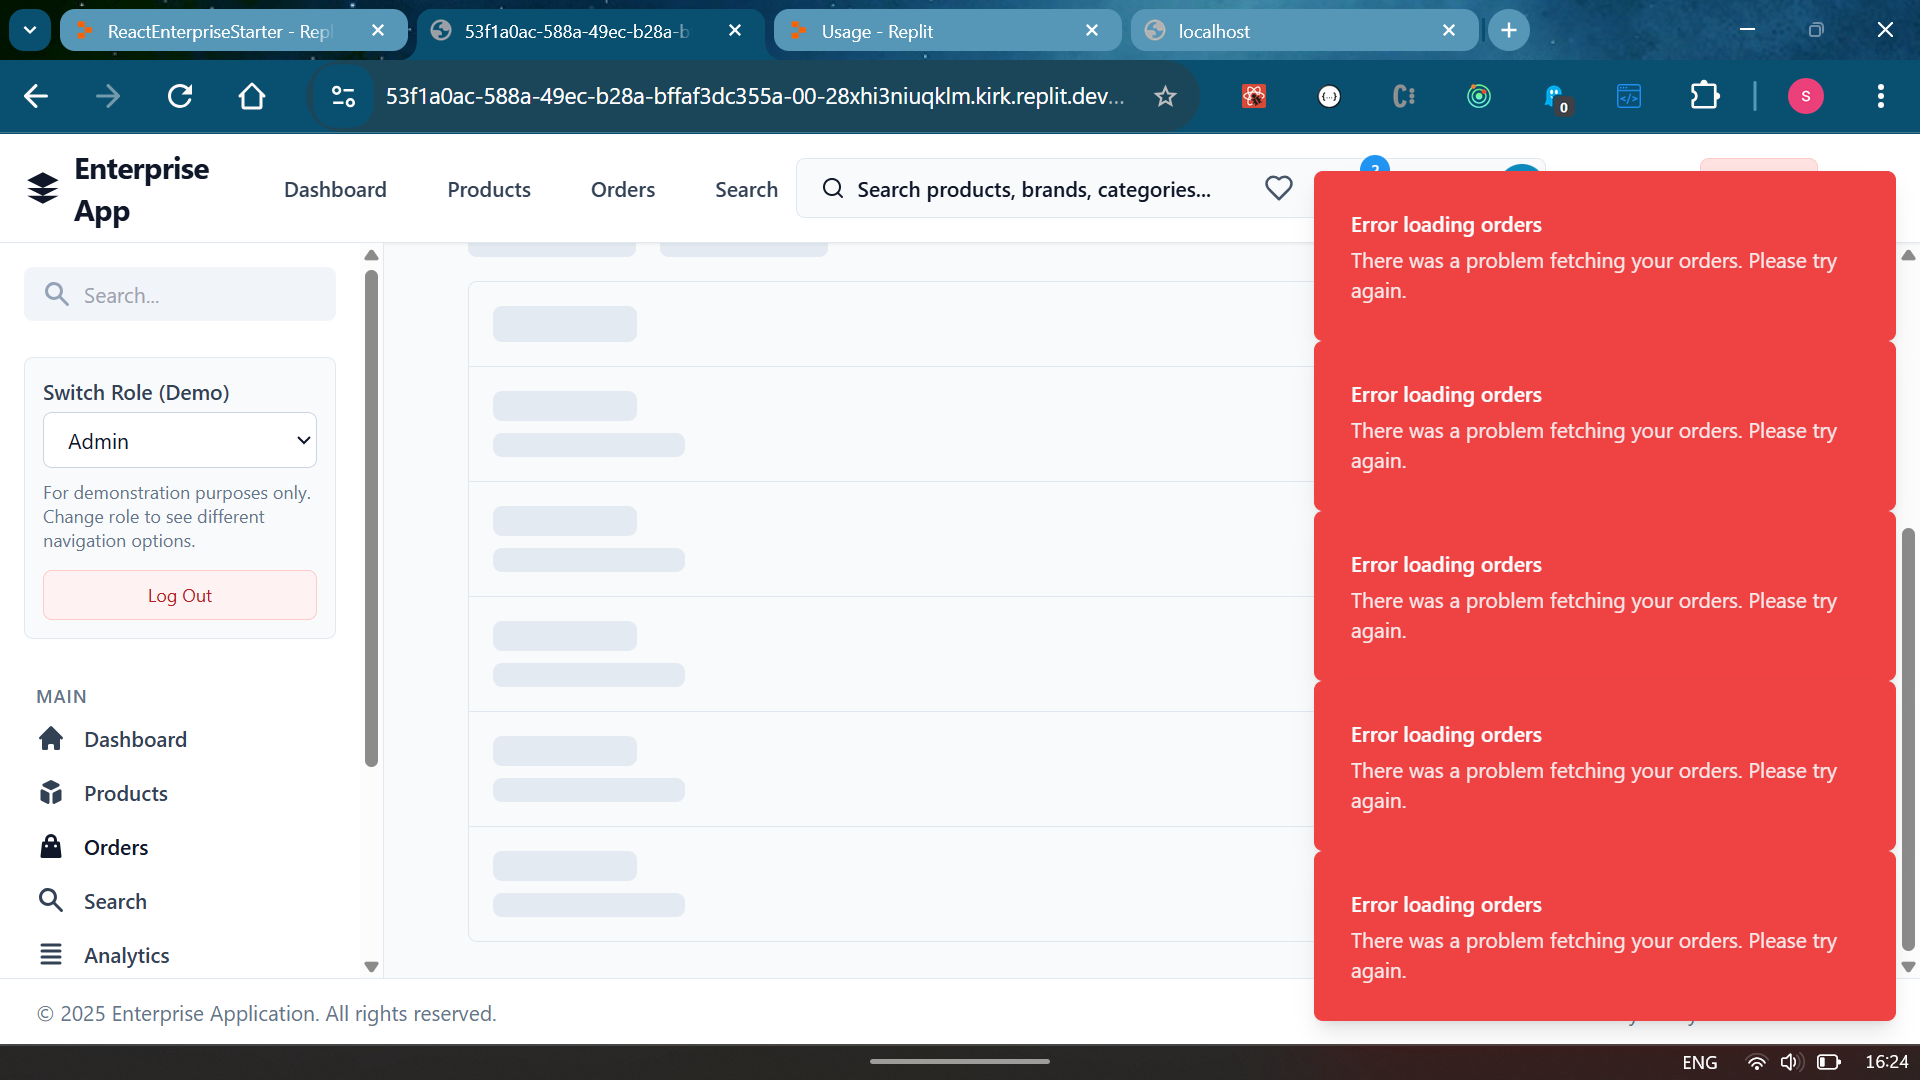 ReactEnterpriseStarter - Repl
53f1a0ac-588a-49ec-b28a-b
Usage - Replit
localhost
53f1a0ac-588a-49ec-b28a-bffaf3dc355a-00-28xhi3niuqklm.kirk.replit.dev...
0
S
Enterprise
App
Dashboard
Products
Orders
Search
Search products, brands, categories...
Search...
Switch Role (Demo)
Admin
For demonstration purposes only.
Change role to see different
navigation options.
Log Out
MAIN
Dashboard
Products
Orders
Search
Analytics
Error loading orders
There was a problem fetching your orders. Please try
again.
Error loading orders
There was a problem fetching your orders. Please try
again.
Error loading orders
There was a problem fetching your orders. Please try
again.
Error loading orders
There was a problem fetching your orders. Please try
again.
Error loading orders
There was a problem fetching your orders. Please try
again.
© 2025 Enterprise Application. All rights reserved.
ENG
16:24